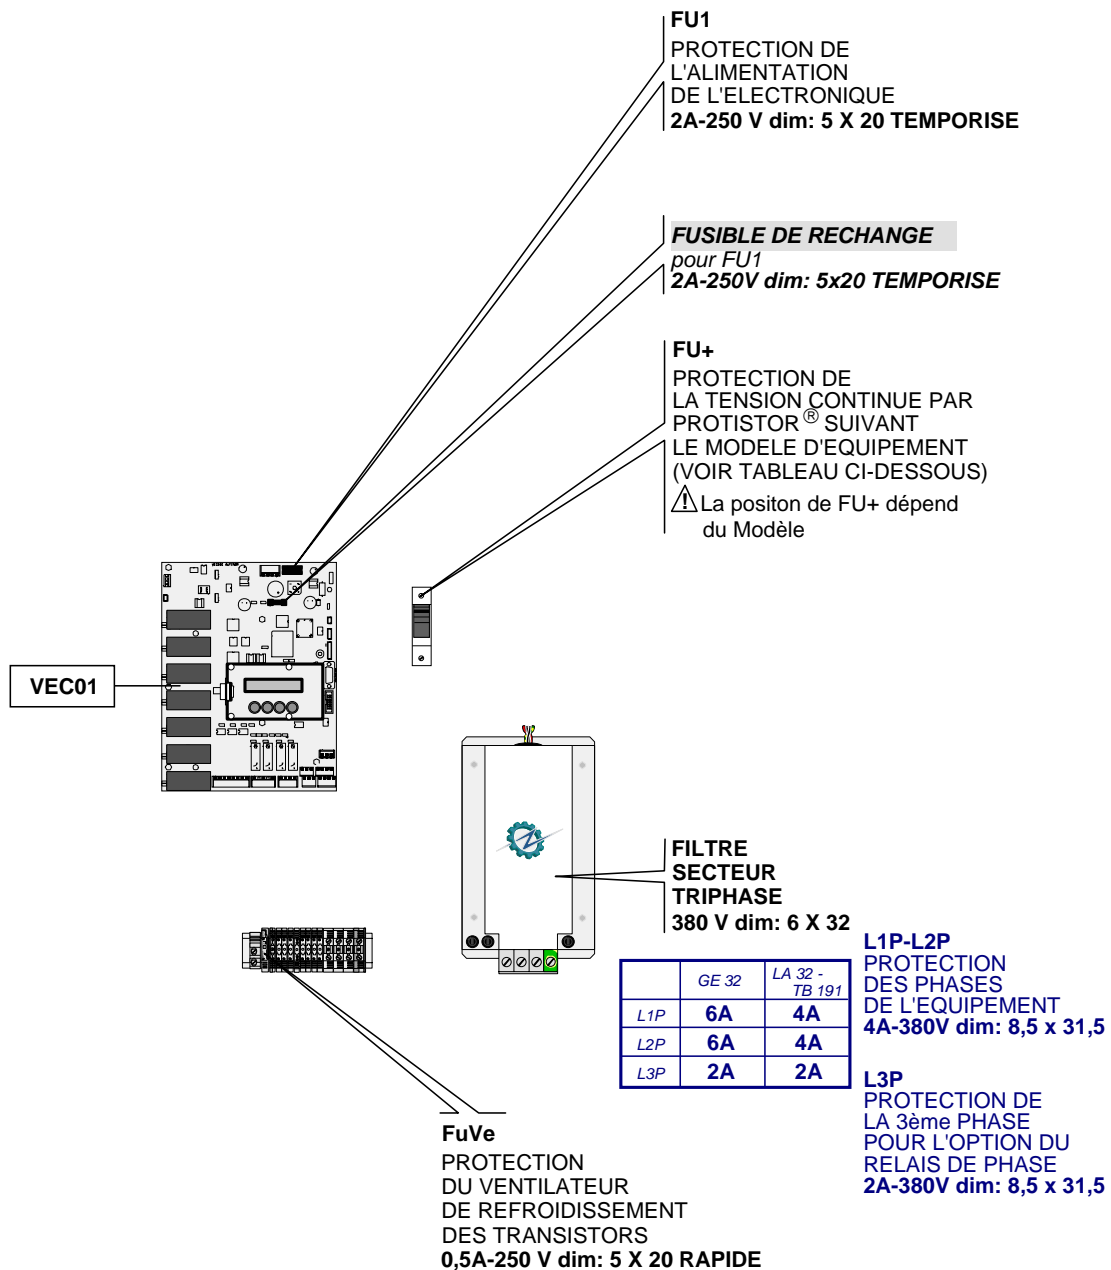 FU1
PROTECTION DE
L'ALIMENTATION
DE L'ELECTRONIQUE
2A-250 V dim: 5 X 20 TEMPORISE
FUSIBLE DE RECHANGE
pour FU1
2A-250V dim: 5x20 TEMPORISE
FU+
PROTECTION DE
LA TENSION CONTINUE PAR
PROTISTOR® SUIVANT
LE MODELE D'EQUIPEMENT
(VOIR TABLEAU CI-DESSOUS)
La positon de FU+ dépend
du Modèle
VEC01
FILTRE
SECTEUR
TRIPHASE
380 V dim: 6 X 32
GE 32 LA 32 -
TB 191
L1P 6A 4A
L2P 6A 4A
L3P 2A 2A
L1P-L2P
PROTECTION
DES PHASES
DE L'EQUIPEMENT
4A-380V dim: 8,5 x 31,5
L3P
PROTECTION DE
LA 3ème PHASE
POUR L'OPTION DU
RELAIS DE PHASE
2A-380V dim: 8,5 x 31,5
FuVe
PROTECTION
DU VENTILATEUR
DE REFROIDISSEMENT
DES TRANSISTORS
0,5A-250 V dim: 5 X 20 RAPIDE